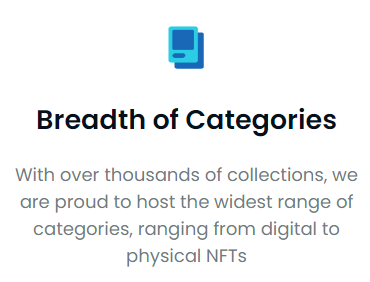 Breadth of Categories
With over thousands of collections, we
are proud to host the widest range of
categories, ranging from digital to
physical NFTs